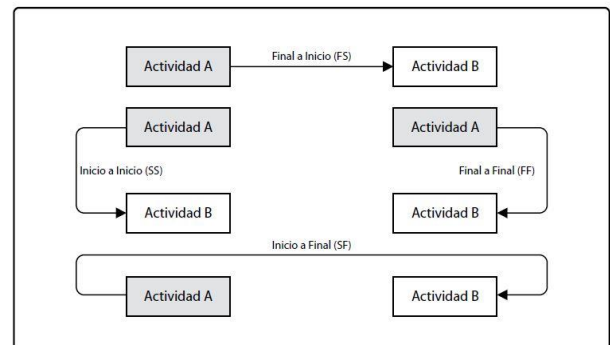 Actividad A
Final a Inicio (FS)
Actividad B
Actividad A
Actividad A
Inicio a Inicio (SS)
Final a Final (FF)
Actividad B
Actividad B
Inicio a Final (SF)
Actividad A
Actividad B